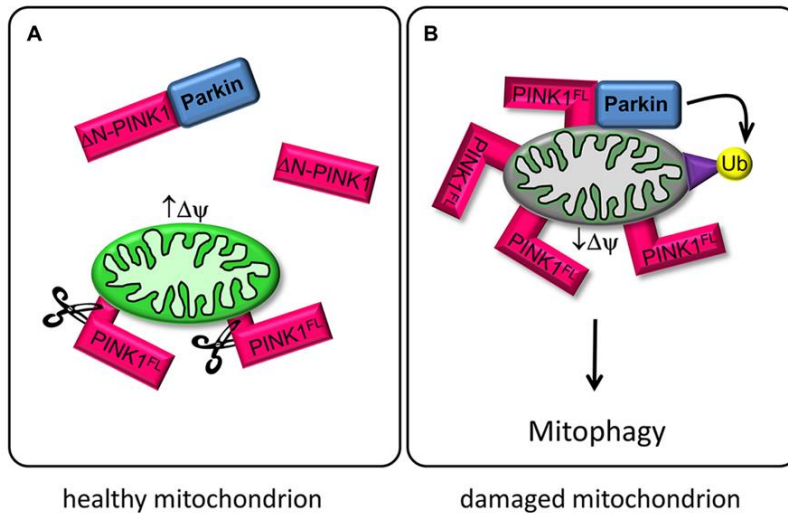 A
ΔN-PINK1
Parkin
ΔN-PINK1
↑Δψ
PINK1FL
PINK1FL
healthy mitochondrion
B
PINK1FL
Parkin
Ub
PINK1FL
↓Δψ
PINK1FL
PINK1FL
Mitophagy
damaged mitochondrion